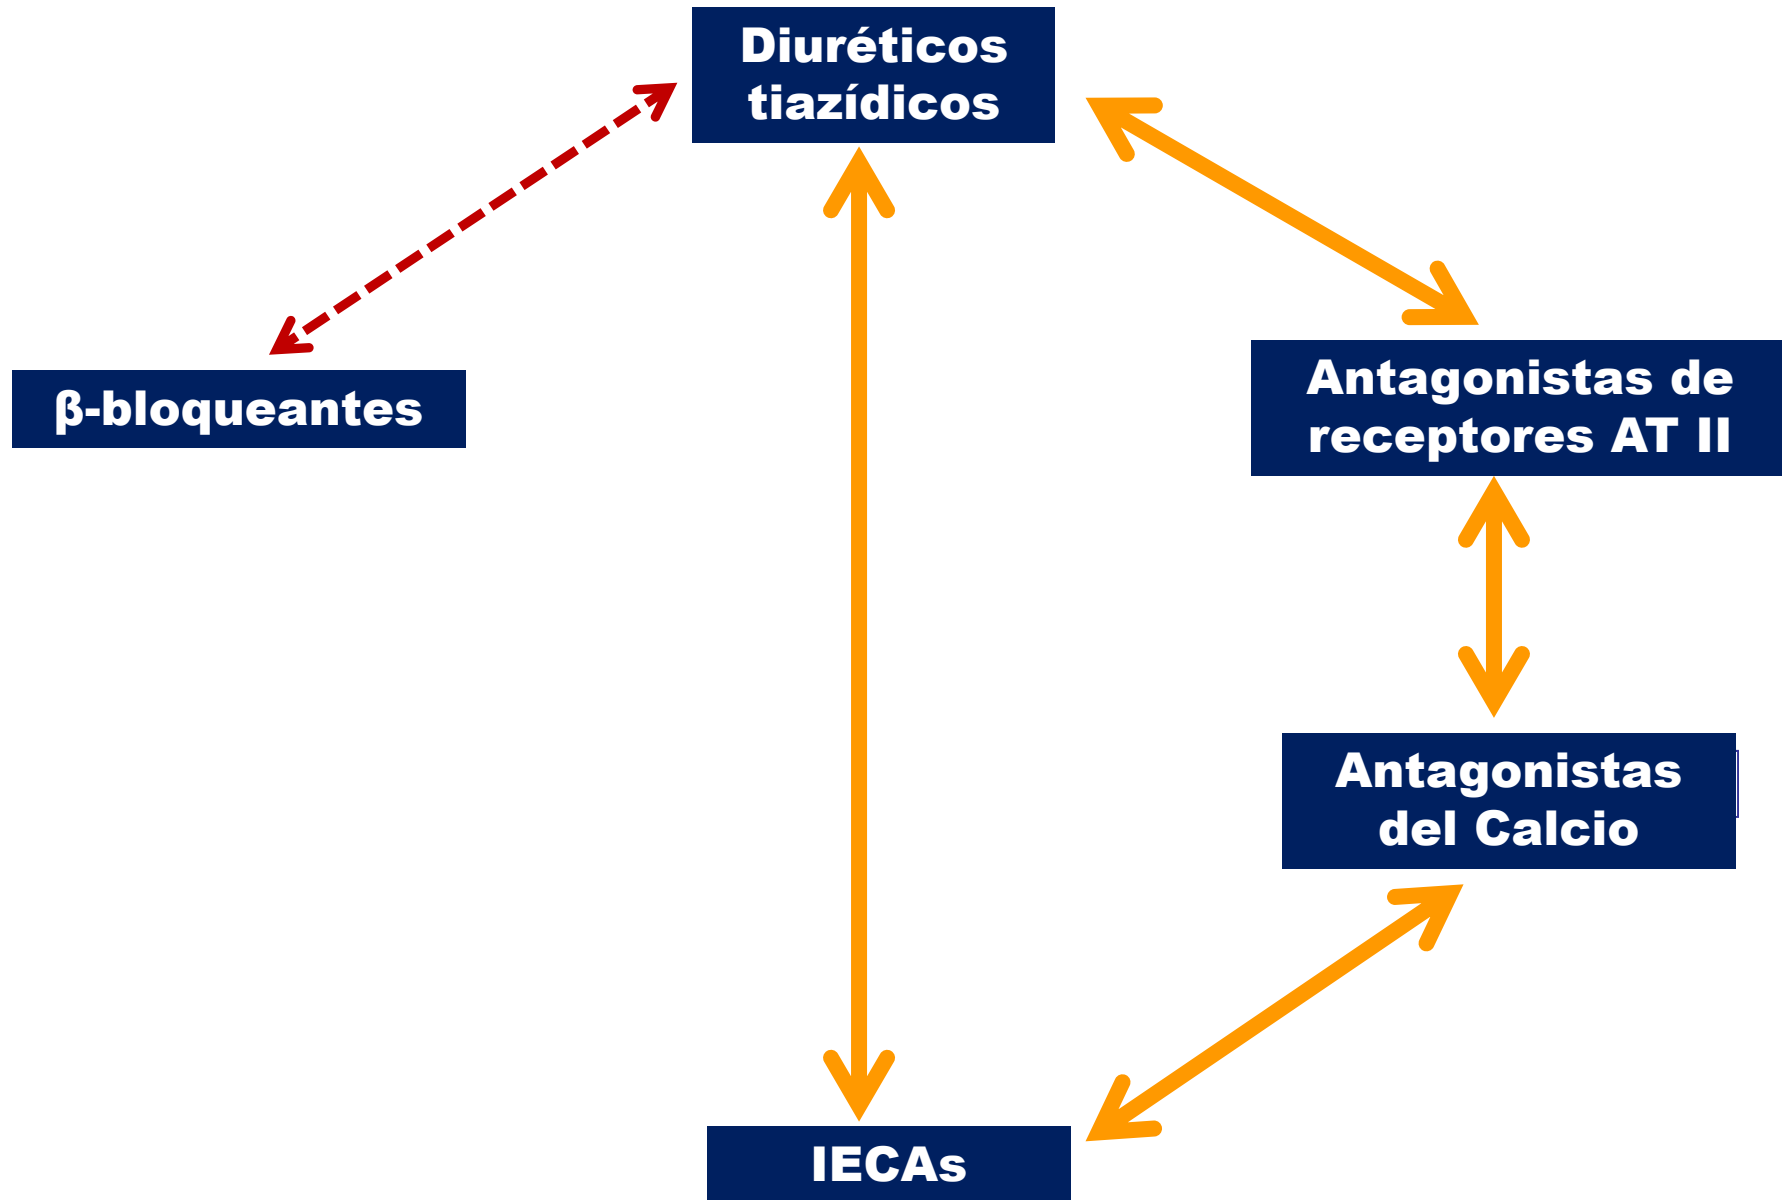 Diuréticos
tiazídicos
β-bloqueantes
Antagonistas de
receptores AT II
Antagonistas
del Calcio
IECAs